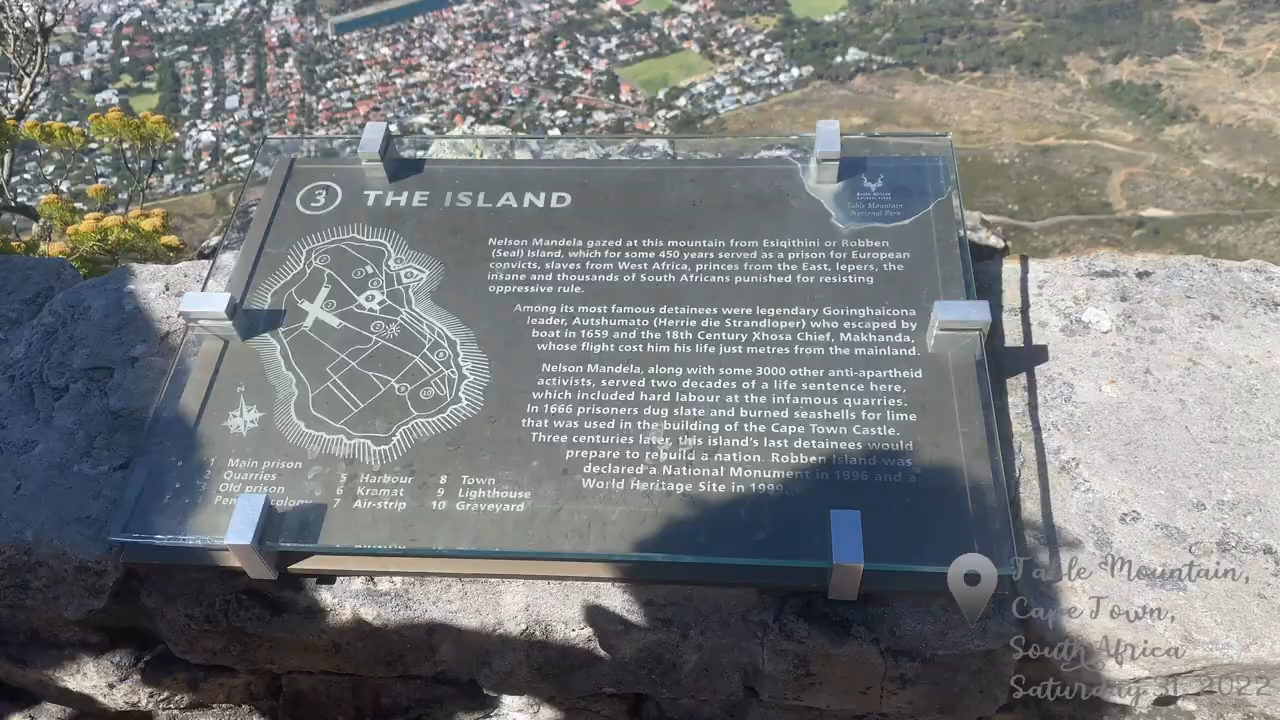 3 THE ISLAND
SOUTH AFRICAN
NATIONAL PARKS
Table Mountain
National Park
Nelson Mandela gazed at this mountain from Esiqithini or Robben
(Seal) Island, which for some 450 years served as a prison for European
convicts, slaves from West Africa, princes from the East, lepers, the
insane and thousands of South Africans punished for resisting
oppressive rule.
Among its most famous detainees were legendary Goringhaicona
leader, Autshumato (Herrie die Strandloper) who escaped by
boat in 1659 and the 18th Century Xhosa Chief, Makhanda,
whose flight cost him his life just metres from the mainland.
Nelson Mandela, along with some 3000 other anti-apartheid
activists, served two decades of a life sentence here,
which included hard labour at the infamous quarries.
In 1666 prisoners dug slate and burned seashells for lime
that was used in the building of the Cape Town Castle.
Three centuries later, this island's last detainees would
prepare to rebuild a nation. Robben Island was
declared a National Monument in 1996 and a
World Heritage Site in 1999.
N
1 Main prison
2 Quarries
3 Old prison
colony
5 Harbour
6 Kramat
7 Air-strip
8 Town
9 Lighthouse
10 Graveyard
Table Mountain,
Cape Town,
South Africa
Saturday 2022